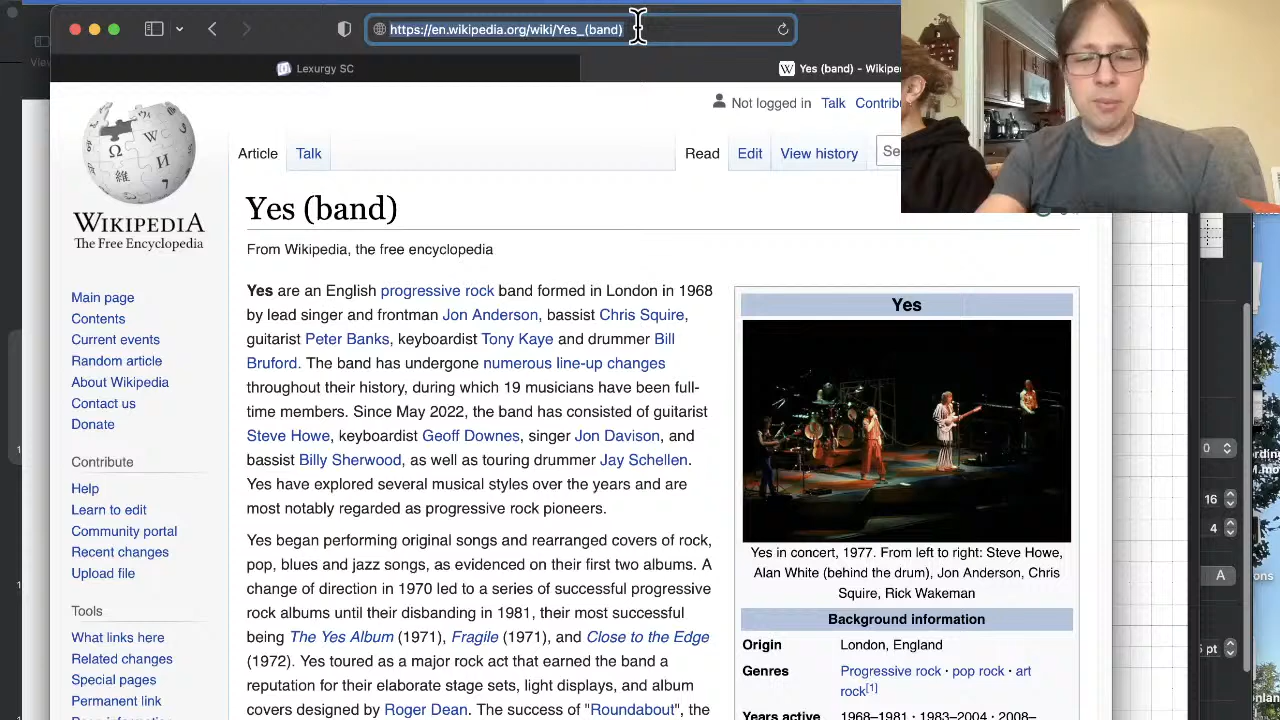 https://en.wikipedia.org/wiki/Yes_(band)
Lexurgy SC
Yes (band) - Wikipe
Not logged in Talk Contribu
Article Talk
Read Edit View history Se
WIKIPEDIA
The Free Encyclopedia
Main page
Contents
Current events
Random article
About Wikipedia
Contact us
Donate
Contribute
Help
Learn to edit
Community portal
Recent changes
Upload file
Tools
What links here
Related changes
Special pages
Permanent link
Yes (band)
From Wikipedia, the free encyclopedia
Yes are an English progressive rock band formed in London in 1968
by lead singer and frontman Jon Anderson, bassist Chris Squire,
guitarist Peter Banks, keyboardist Tony Kaye and drummer Bill
Bruford. The band has undergone numerous line-up changes
throughout their history, during which 19 musicians have been full-
time members. Since May 2022, the band has consisted of guitarist
Steve Howe, keyboardist Geoff Downes, singer Jon Davison, and
bassist Billy Sherwood, as well as touring drummer Jay Schellen.
Yes have explored several musical styles over the years and are
most notably regarded as progressive rock pioneers.
Yes began performing original songs and rearranged covers of rock,
pop, blues and jazz songs, as evidenced on their first two albums. A
change of direction in 1970 led to a series of successful progressive
rock albums until their disbanding in 1981, their most successful
being The Yes Album (1971), Fragile (1971), and Close to the Edge
(1972). Yes toured as a major rock act that earned the band a
reputation for their elaborate stage sets, light displays, and album
covers designed by Roger Dean. The success of "Roundabout", the
Yes
Yes in concert, 1977. From left to right: Steve Howe,
Alan White (behind the drum), Jon Anderson, Chris
Squire, Rick Wakeman
Background information
Origin London, England
Genres Progressive rock · pop rock · art
rock[1]
Years active 1968–1981 · 1983–2004 · 2008–
0
16
4
A
pt